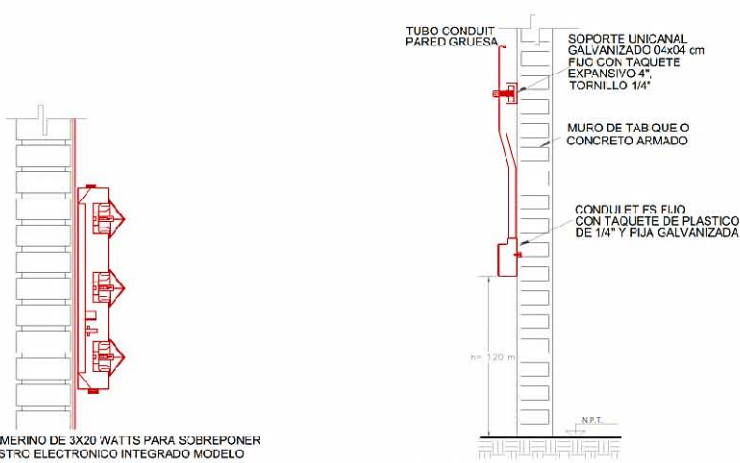 TUBO CONDUIT
PARED GRUESA
SOPORTE UNICANAL
GALVANIZADO 04x04 cm
FIJO CON TAQUETE
EXPANSIVO 4",
TORNILLO 1/4"
MURO DE TABIQUE O
CONCRETO ARMADO
CONDULET ES FIJO
CON TAQUETE DE PLASTICO
DE 1/4" Y PIJA GALVANIZADA
h= 1.20 m
N.P.T.
MERINO DE 3X20 WATTS PARA SOBREPONER
STRO ELECTRONICO INTEGRADO MODELO